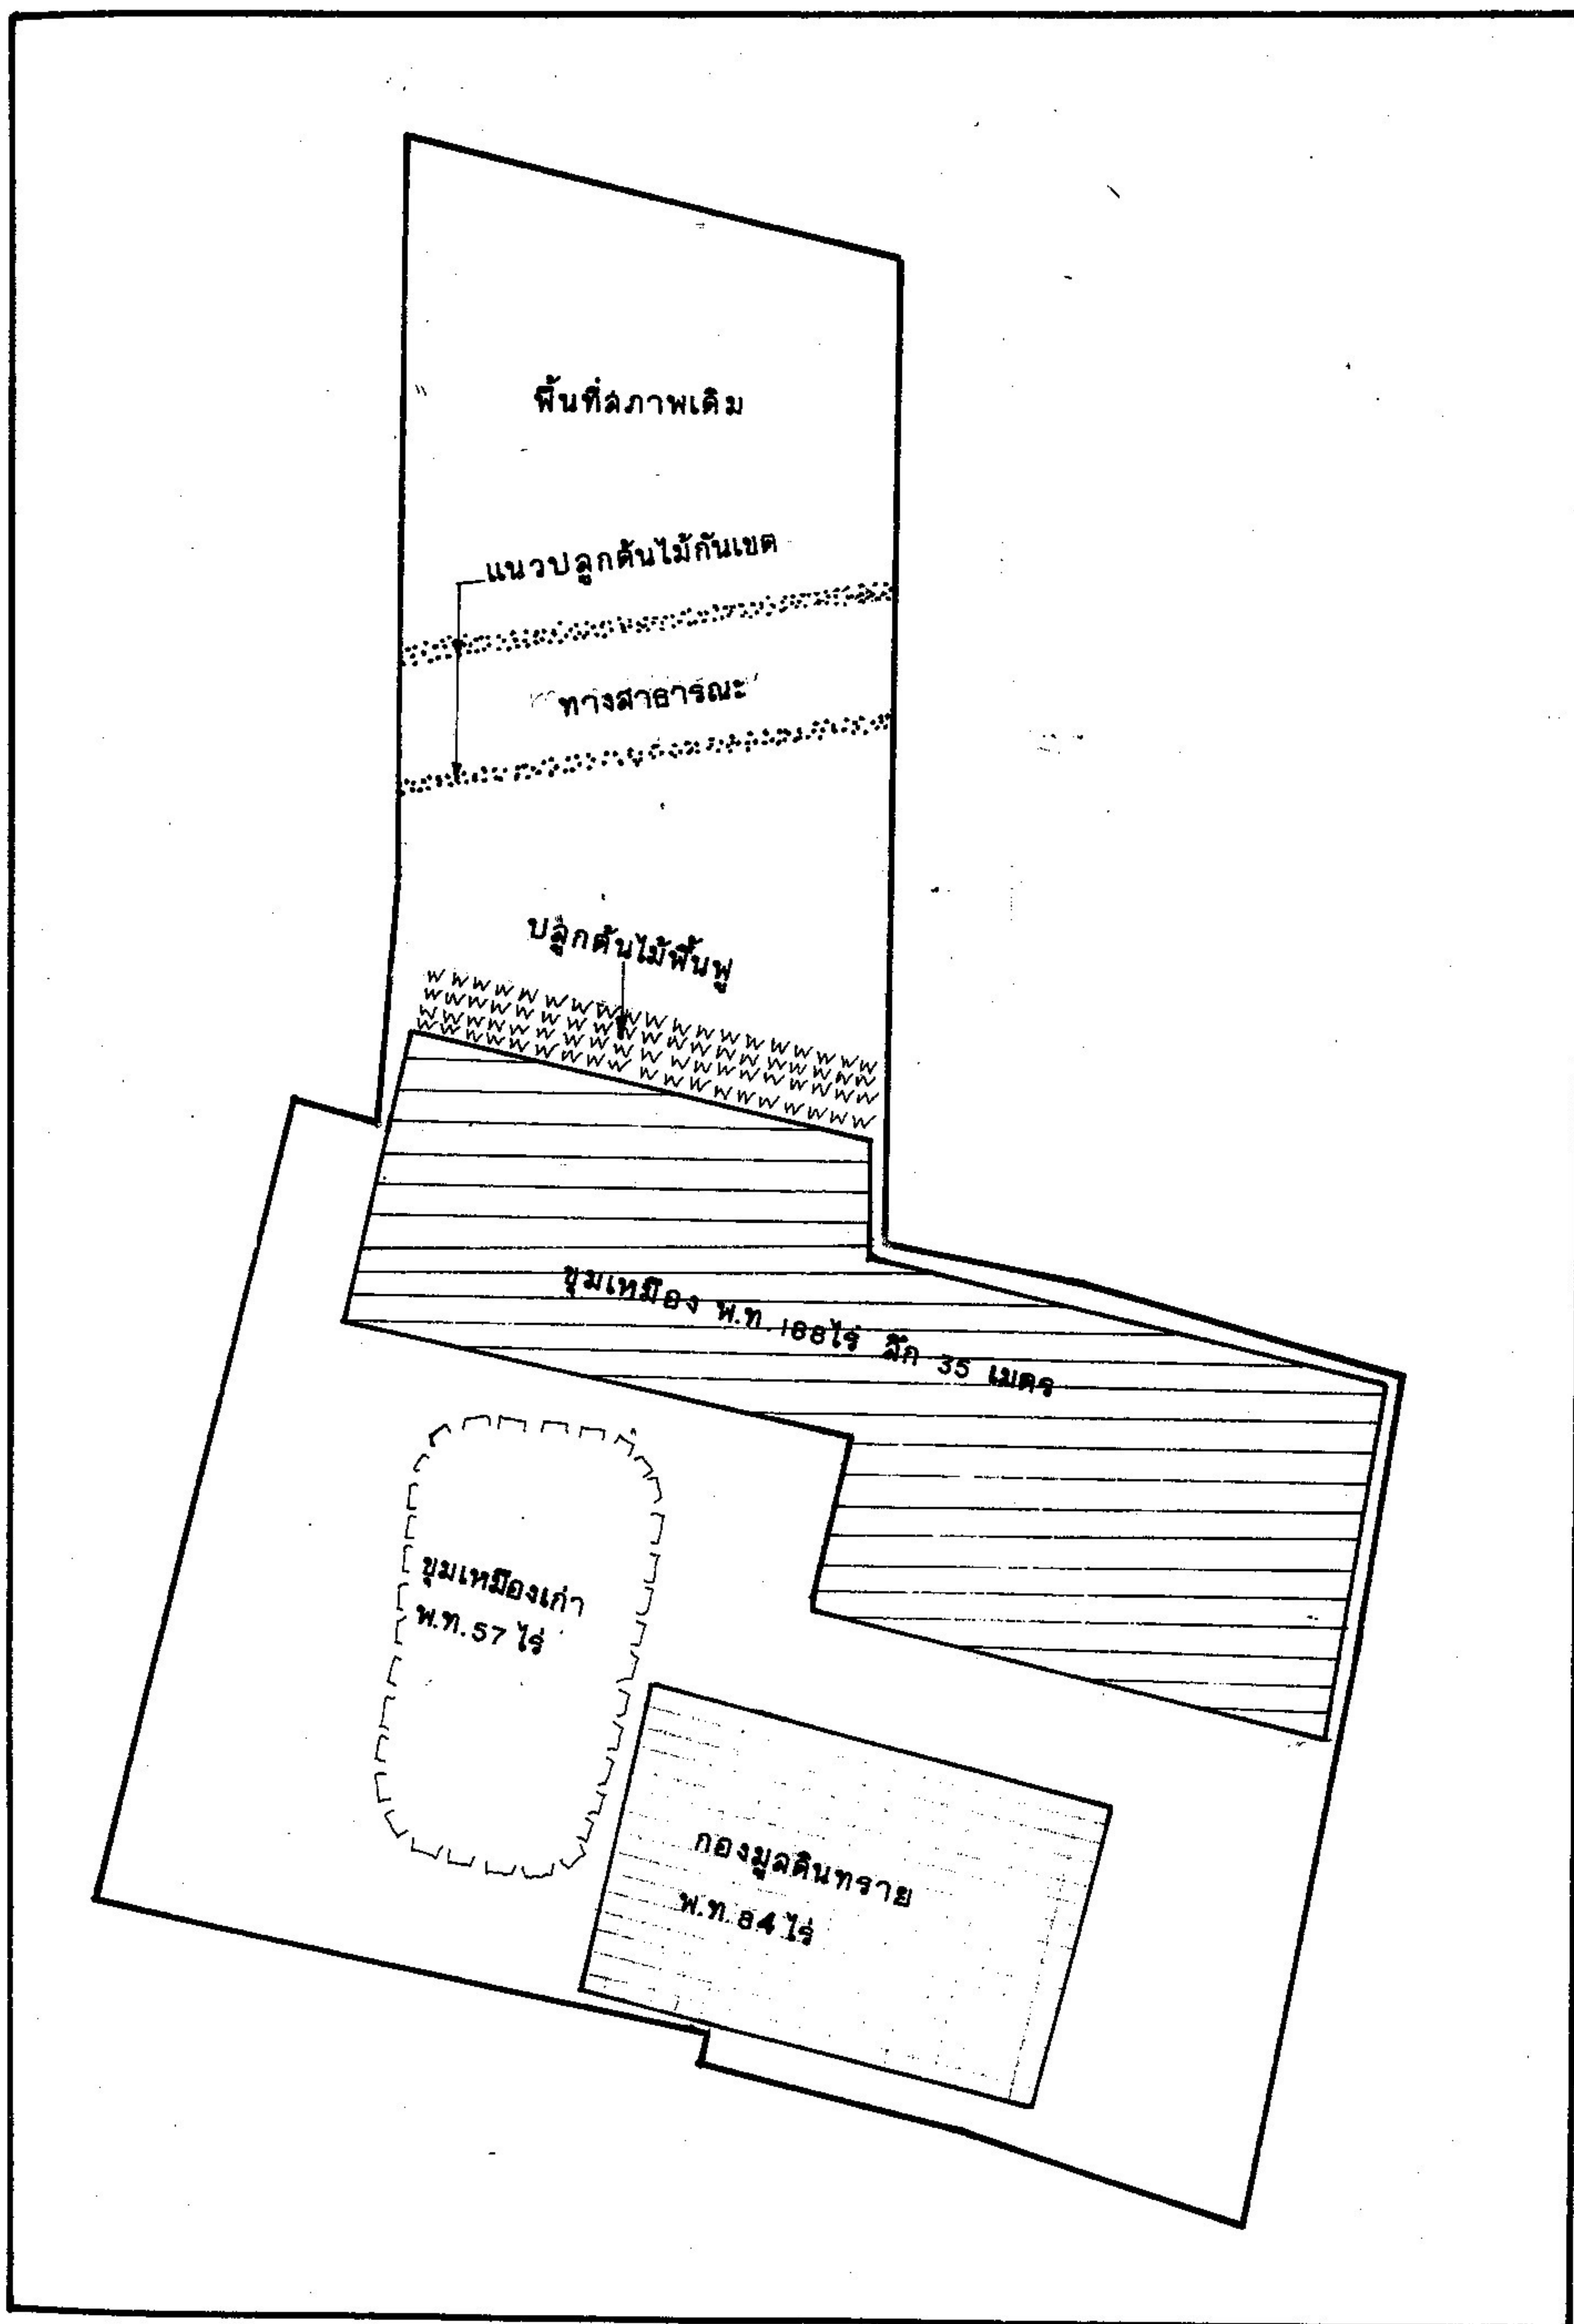 พื้นที่สภาพเดิม
แนวปลูกต้นไม้กันเขต
ทางสาธารณะ
ปลูกต้นไม้ฟื้นฟู
ขุมเหมือง พ.ท. 188 ไร่ ลึก 35 เมตร
ขุมเหมืองเก่า
พ.ท. 57 ไร่
กองมูลดินทราย
พ.ท. 84 ไร่